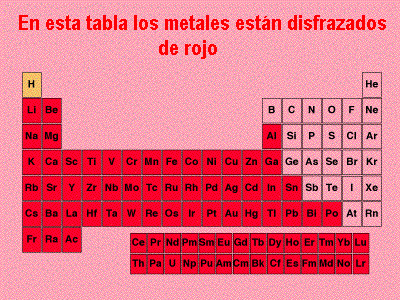 En esta tabla los metales están disfrazados
de rojo
H He
Li Be B C N O F Ne
Na Mg Al Si P S Cl Ar
K Ca Sc Ti V Cr Mn Fe Co Ni Cu Zn Ga Ge As Se Br Kr
Rb Sr Y Zr Nb Mo Tc Ru Rh Pd Ag Cd In Sn Sb Te I Xe
Cs Ba La Hf Ta W Re Os Ir Pt Au Hg Tl Pb Bi Po At Rn
Fr Ra Ac
Ce Pr Nd Pm Sm Eu Gd Tb Dy Ho Er Tm Yb Lu
Th Pa U Np Pu Am Cm Bk Cf Es Fm Md No Lr